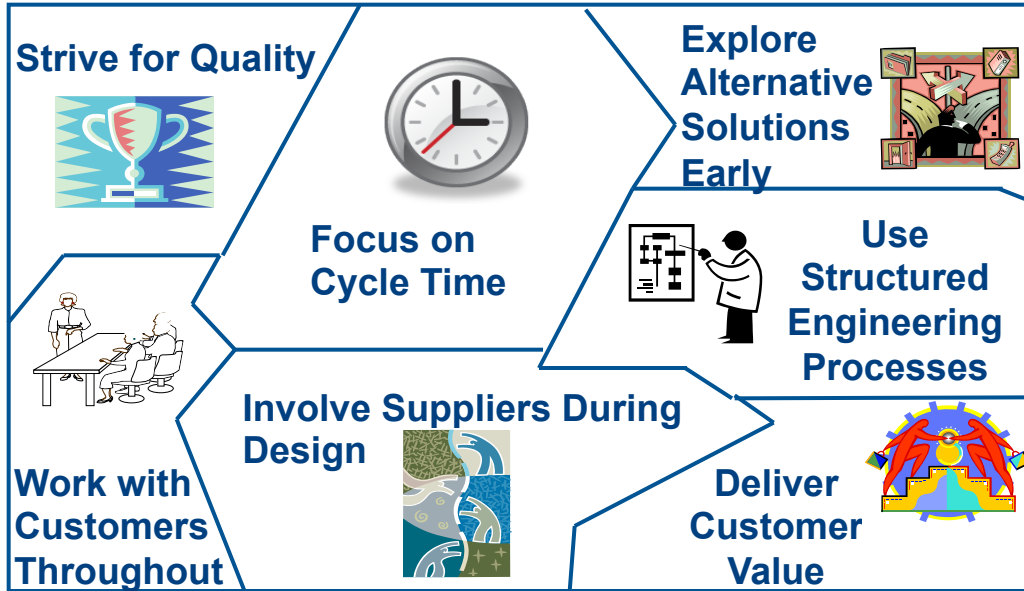 Strive for Quality
Focus on
Cycle Time
Explore
Alternative
Solutions
Early
Use
Structured
Engineering
Processes
Involve Suppliers During
Design
Work with
Customers
Throughout
Deliver
Customer
Value